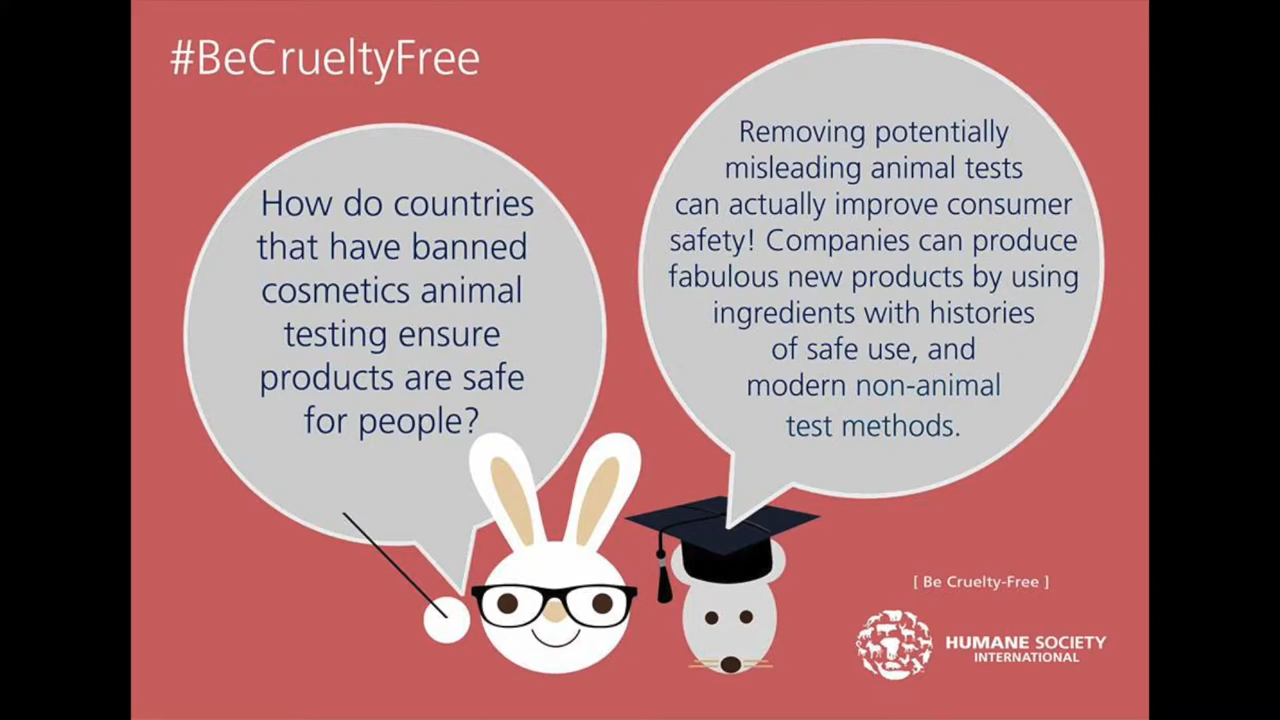 #BeCrueltyFree
How do countries
that have banned
cosmetics animal
testing ensure
products are safe
for people?
Removing potentially
misleading animal tests
can actually improve consumer
safety! Companies can produce
fabulous new products by using
ingredients with histories
of safe use, and
modern non-animal
test methods.
[ Be Cruelty-Free ]
HUMANE SOCIETY
INTERNATIONAL